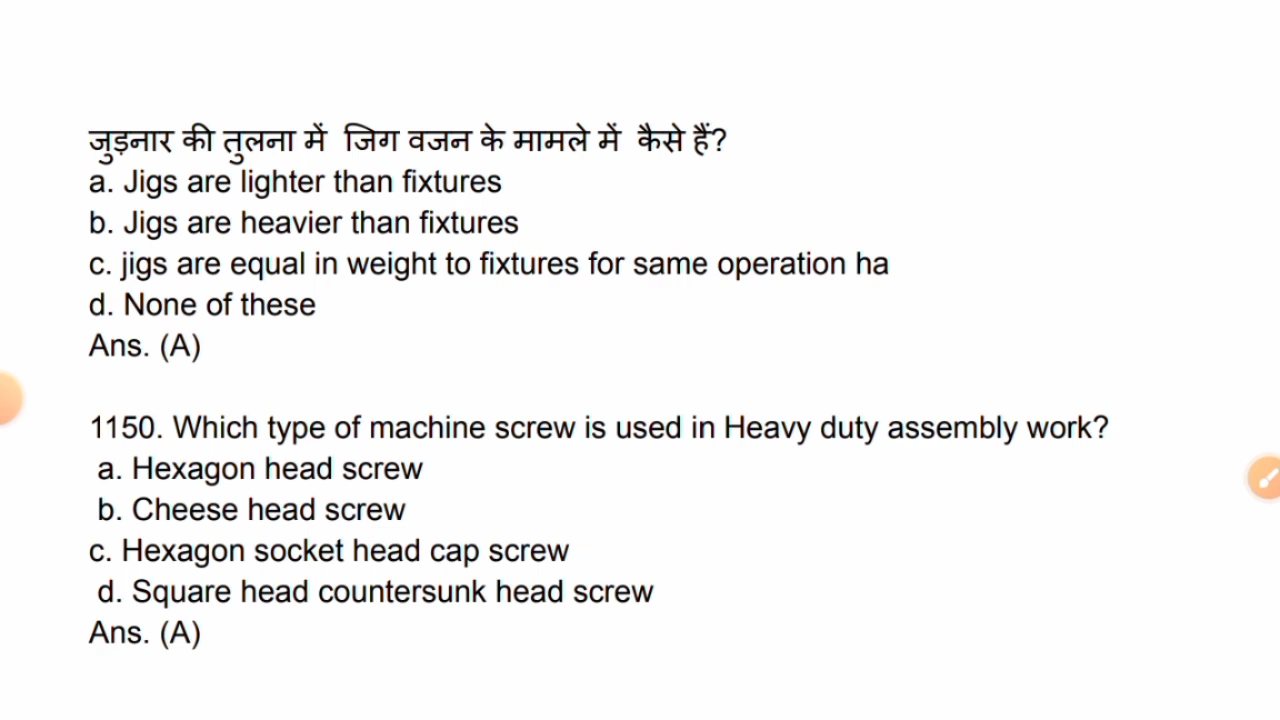 जुड़नार की तुलना में जिग वजन के मामले में कैसे हैं?
a. Jigs are lighter than fixtures
b. Jigs are heavier than fixtures
c. jigs are equal in weight to fixtures for same operation ha
d. None of these
Ans. (A)
1150. Which type of machine screw is used in Heavy duty assembly work?
a. Hexagon head screw
b. Cheese head screw
c. Hexagon socket head cap screw
d. Square head countersunk head screw
Ans. (A)